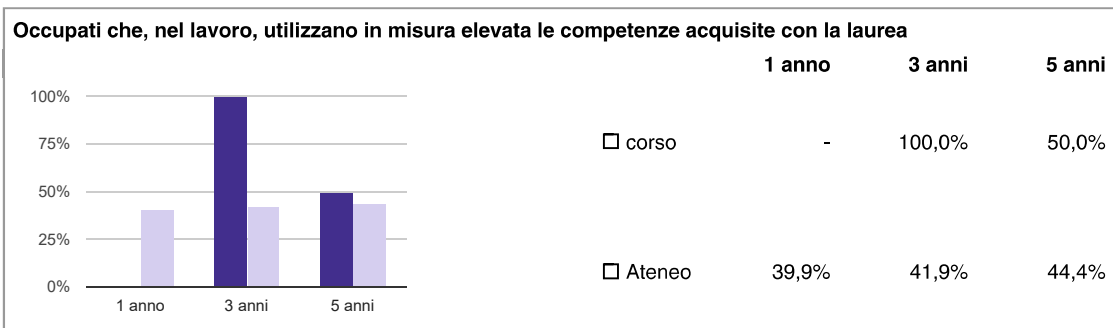 Occupati che, nel lavoro, utilizzano in misura elevata le competenze acquisite con la laurea
1 anno 3 anni 5 anni
100%
75%
50%
25%
0%
1 anno 3 anni 5 anni
corso - 100,0% 50,0%
Ateneo 39,9% 41,9% 44,4%